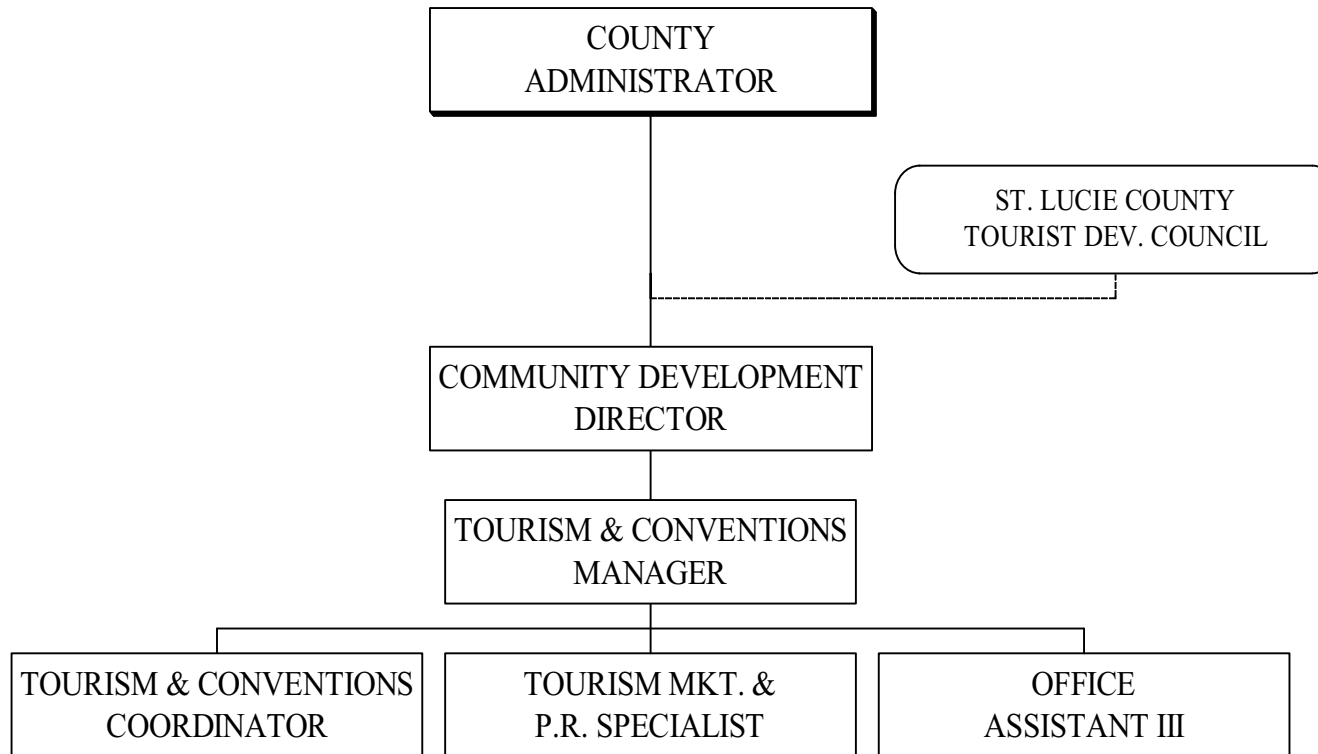 COUNTY
ADMINISTRATOR
ST. LUCIE COUNTY
TOURIST DEV. COUNCIL
COMMUNITY DEVELOPMENT
DIRECTOR
TOURISM & CONVENTIONS
MANAGER
TOURISM & CONVENTIONS
COORDINATOR
TOURISM MKT. &
P.R. SPECIALIST
OFFICE
ASSISTANT III